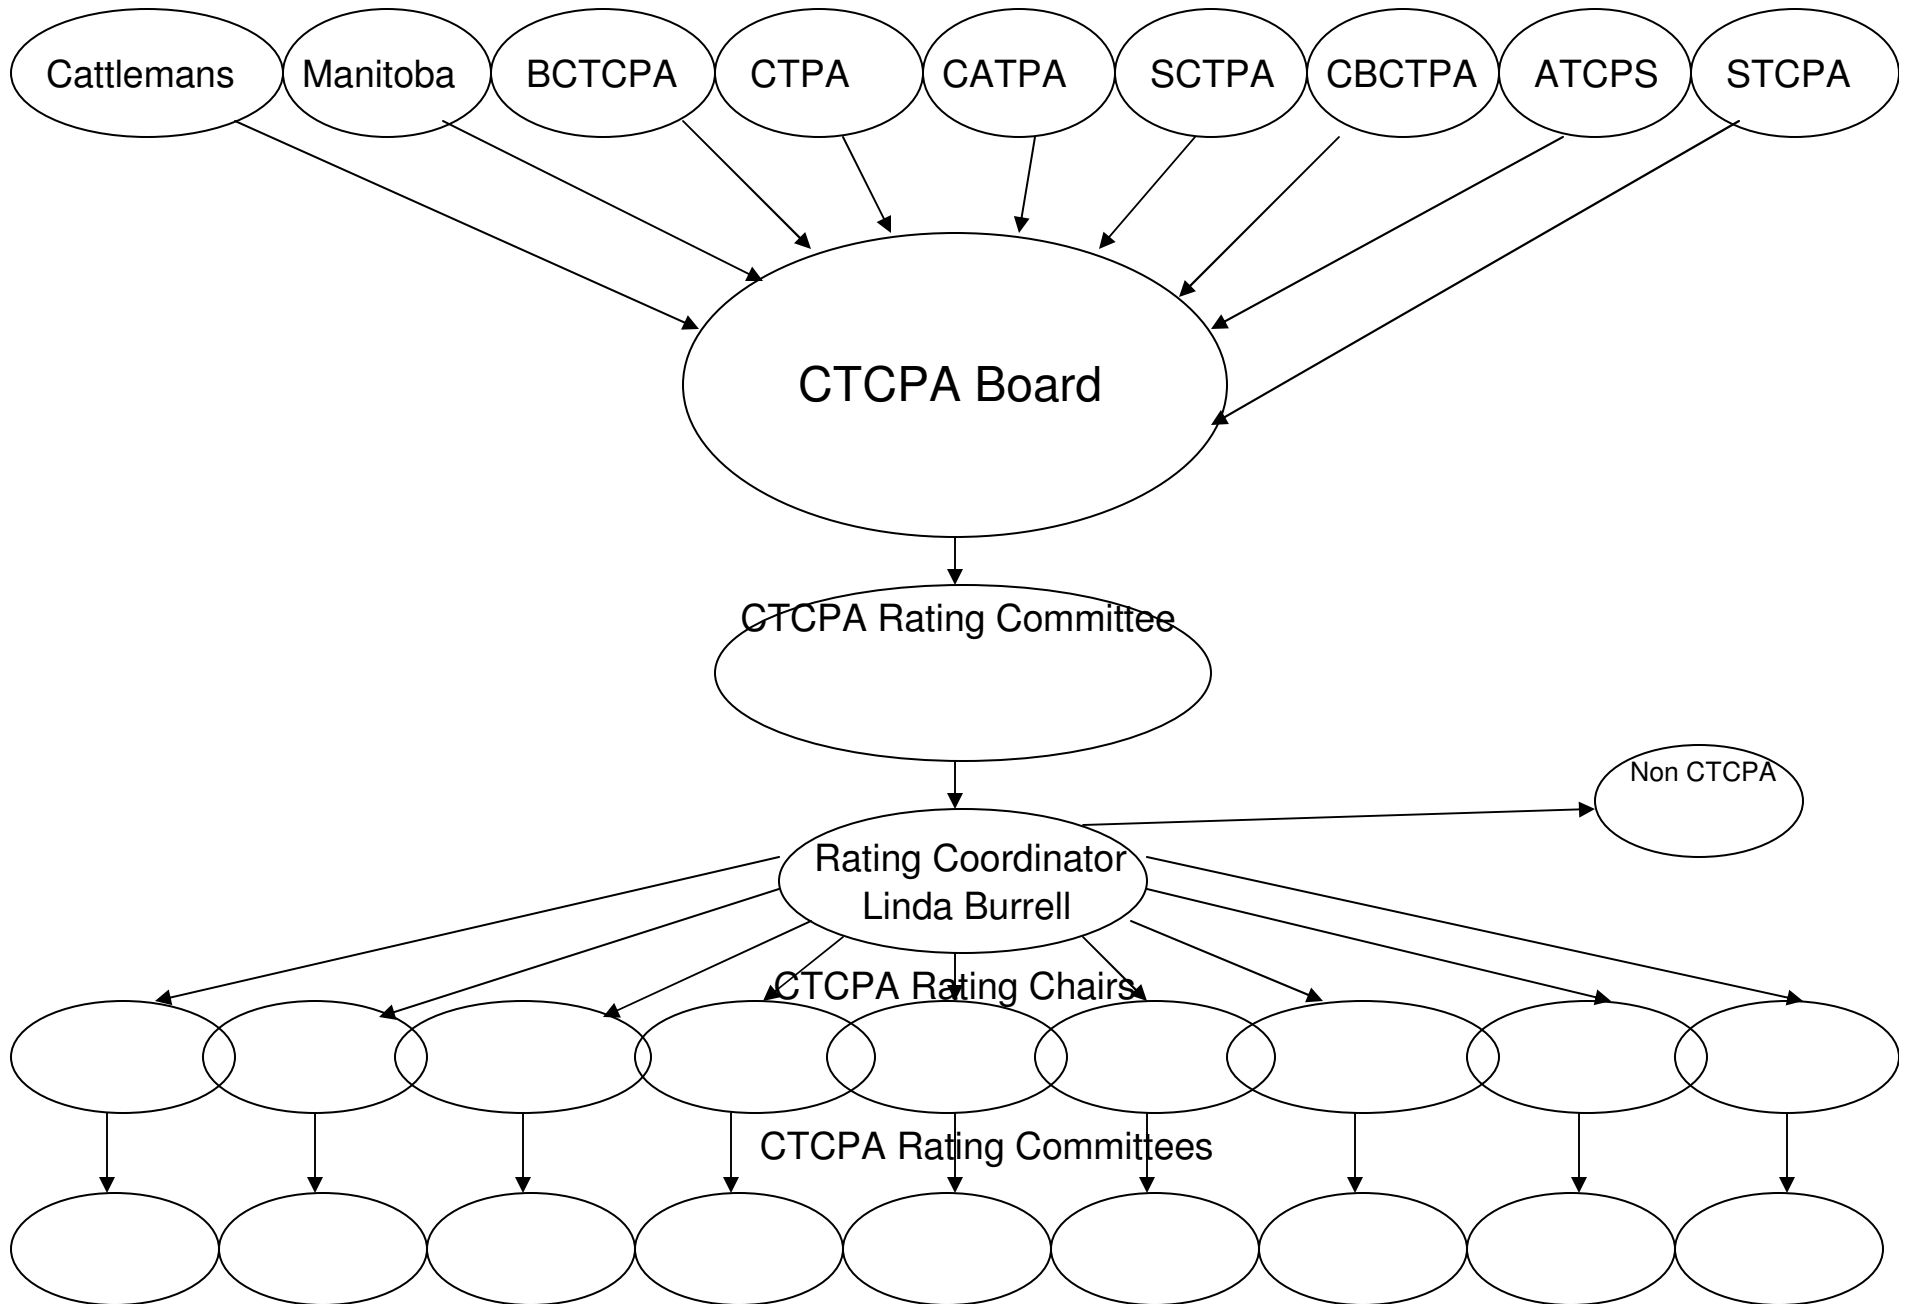 Cattlemans
Manitoba
BCTCPA
CTPA
CATPA
SCTPA
CBCTPA
ATCPS
STCPA
CTCPA Board
CTCPA Rating Committee
Non CTCPA
Rating Coordinator
Linda Burrell
CTCPA Rating Chairs
CTCPA Rating Committees